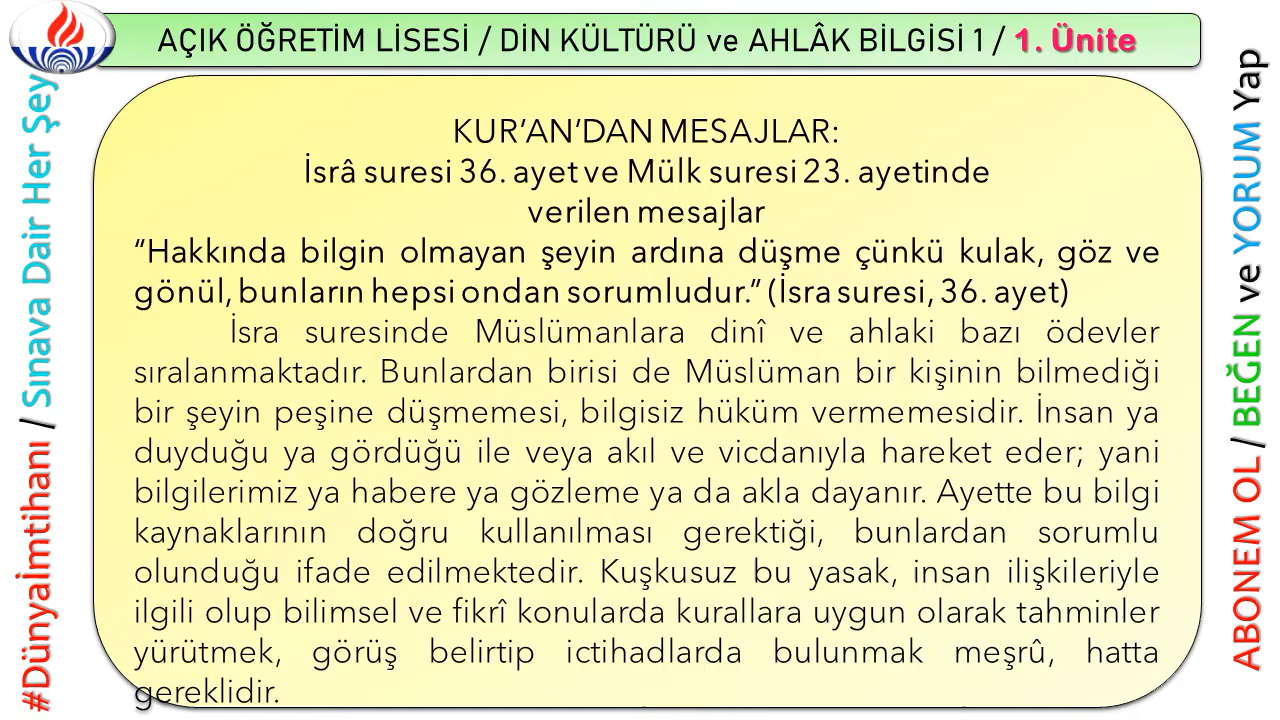 AÇIK ÖĞRETİM LİSESİ / DİN KÜLTÜRÜ ve AHLÂK BİLGİSİ 1 / 1. Ünite
#Dünyaİmtihanı / Sınava Dair Her Şey
KUR’AN’DAN MESAJLAR:
İsrâ suresi 36. ayet ve Mülk suresi 23. ayetinde
verilen mesajlar
“Hakkında bilgin olmayan şeyin ardına düşme çünkü kulak, göz ve
gönül, bunların hepsi ondan sorumludur.” (İsra suresi, 36. ayet)
İsra suresinde Müslümanlara dinî ve ahlaki bazı ödevler
sıralanmaktadır. Bunlardan birisi de Müslüman bir kişinin bilmediği
bir şeyin peşine düşmemesi, bilgisiz hüküm vermemesidir. İnsan ya
duyduğu ya gördüğü ile veya akıl ve vicdanıyla hareket eder; yani
bilgilerimiz ya habere ya gözleme ya da akla dayanır. Ayette bu bilgi
kaynaklarının doğru kullanılması gerektiği, bunlardan sorumlu
olunduğu ifade edilmektedir. Kuşkusuz bu yasak, insan ilişkileriyle
ilgili olup bilimsel ve fikrî konularda kurallara uygun olarak tahminler
yürütmek, görüş belirtip ictihadlarda bulunmak meşrû, hatta
gereklidir.
ABONEM OL / BEĞEN ve YORUM Yap